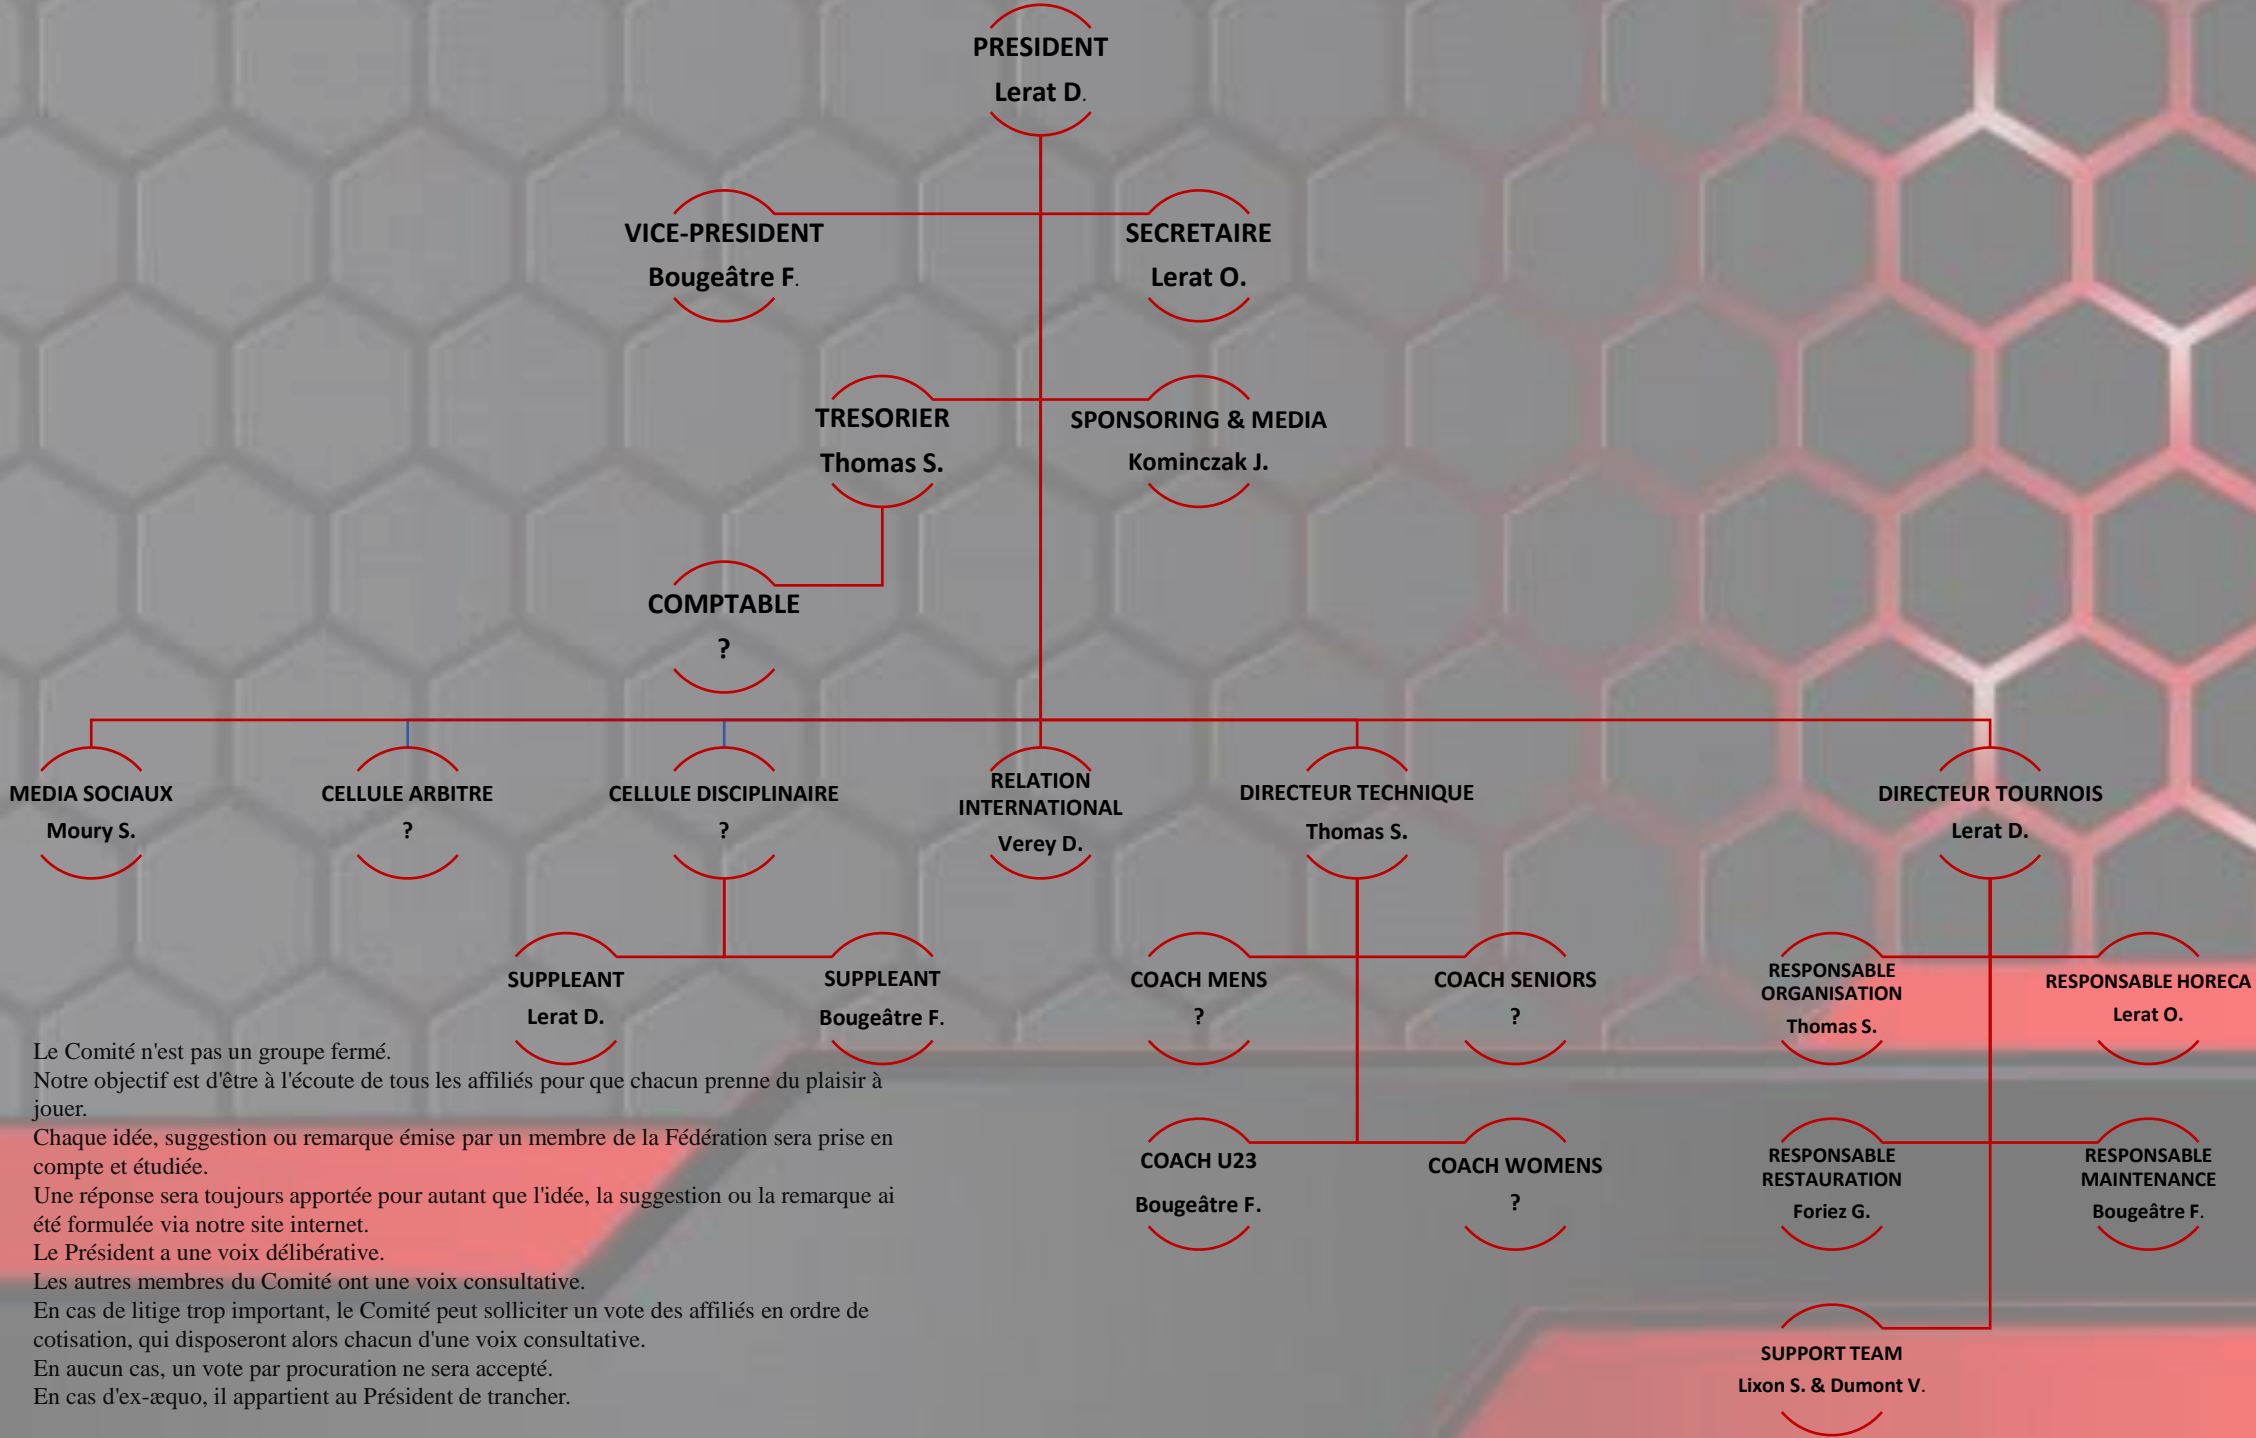 PRESIDENT
Lerat D.
VICE-PRESIDENT
Bougeâtre F.
SECRETAIRE
Lerat O.
TRESORIER
Thomas S.
SPONSORING & MEDIA
Kominczak J.
COMPTABLE
?
MEDIA SOCIAUX
Moury S.
CELLULE ARBITRE
?
CELLULE DISCIPLINAIRE
?
RELATION
INTERNATIONAL
Verey D.
DIRECTEUR TECHNIQUE
Thomas S.
DIRECTEUR TOURNOIS
Lerat D.
SUPPLEANT
Lerat D.
SUPPLEANT
Bougeâtre F.
COACH MENS
?
COACH SENIORS
?
RESPONSABLE
ORGANISATION
Thomas S.
RESPONSABLE HORECA
Lerat O.
COACH U23
Bougeâtre F.
COACH WOMENS
?
RESPONSABLE
RESTAURATION
Foriez G.
RESPONSABLE
MAINTENANCE
Bougeâtre F.
SUPPORT TEAM
Lixon S. & Dumont V.
Le Comité n'est pas un groupe fermé.
Notre objectif est d'être à l'écoute de tous les affiliés pour que chacun prenne du plaisir à
jouer.
Chaque idée, suggestion ou remarque émise par un membre de la Fédération sera prise en
compte et étudiée.
Une réponse sera toujours apportée pour autant que l'idée, la suggestion ou la remarque ai
été formulée via notre site internet.
Le Président a une voix délibérative.
Les autres membres du Comité ont une voix consultative.
En cas de litige trop important, le Comité peut solliciter un vote des affiliés en ordre de
cotisation, qui disposeront alors chacun d'une voix consultative.
En aucun cas, un vote par procuration ne sera accepté.
En cas d'ex-æquo, il appartient au Président de trancher.